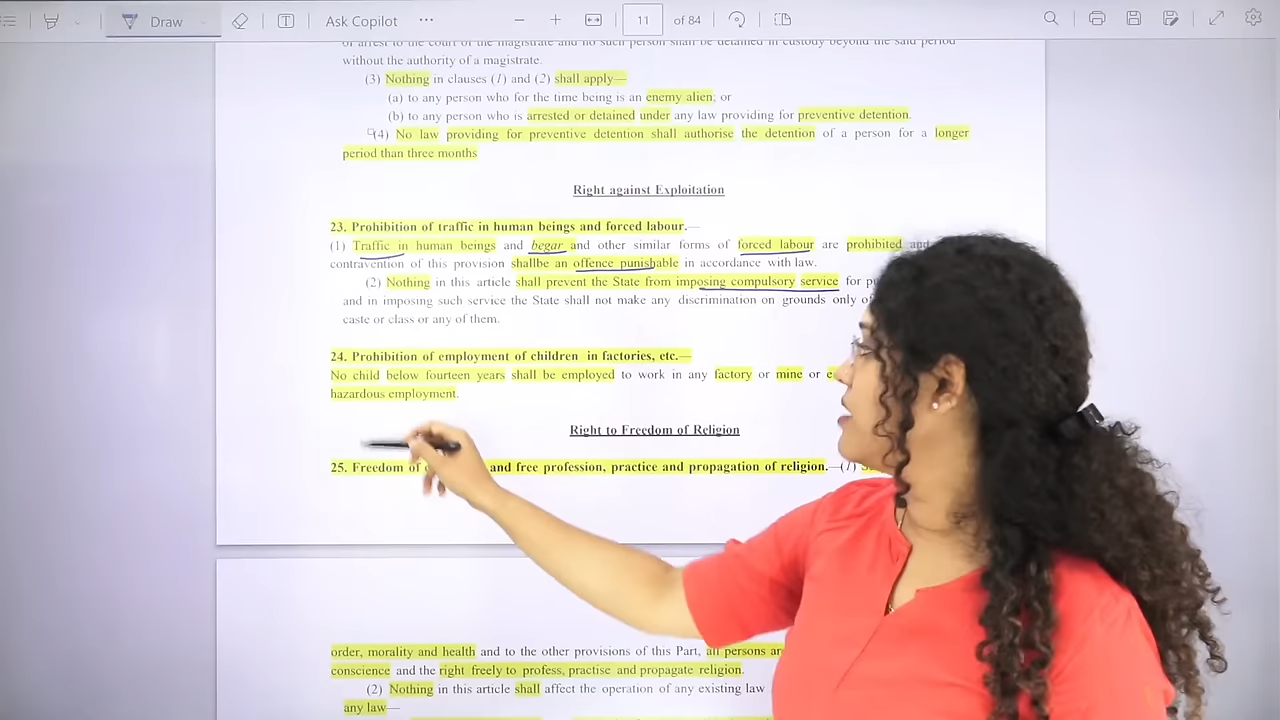 Draw
Ask Copilot
11 of 84
of arrest to the court of the magistrate and no such person shall be detained in custody beyond the said period
without the authority of a magistrate.
(3) Nothing in clauses (1) and (2) shall apply—
(a) to any person who for the time being is an enemy alien; or
(b) to any person who is arrested or detained under any law providing for preventive detention.
(4) No law providing for preventive detention shall authorise the detention of a person for a longer
period than three months
Right against Exploitation
23. Prohibition of traffic in human beings and forced labour.—
(1) Traffic in human beings and begar and other similar forms of forced labour are prohibited and
contravention of this provision shallbe an offence punishable in accordance with law.
(2) Nothing in this article shall prevent the State from imposing compulsory service for
and in imposing such service the State shall not make any discrimination on grounds only of
caste or class or any of them.
24. Prohibition of employment of children in factories, etc.—
No child below fourteen years shall be employed to work in any factory or mine or
hazardous employment.
Right to Freedom of Religion
25. Freedom of and free profession, practice and propagation of religion.—(1)
order, morality and health and to the other provisions of this Part, all persons
conscience and the right freely to profess, practise and propagate religion.
(2) Nothing in this article shall affect the operation of any existing law
any law—